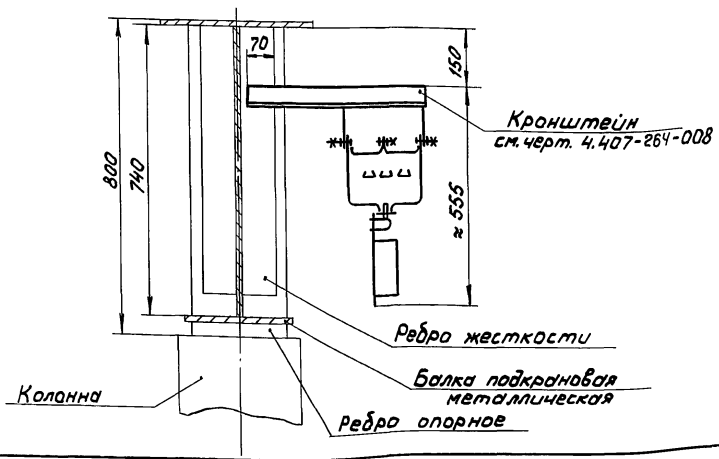 70
150
Кронштейн
см. черт. 4.407-264-008
800
740
≈ 555
Ребро жесткости
Балка подкрановая
металлическая
Колонна
Ребро опорное